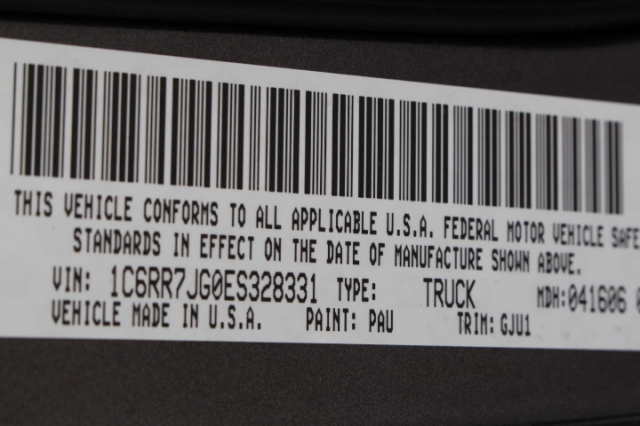 THIS VEHICLE CONFORMS TO ALL APPLICABLE U.S.A. FEDERAL MOTOR VEHICLE SAFE
STANDARDS IN EFFECT ON THE DATE OF MANUFACTURE SHOWN ABOVE.
VIN: 1C6RR7JG0ES328331 TYPE: TRUCK MDH:041606 0
VEHICLE MADE IN U.S.A. PAINT: PAU TRIM:GJU1